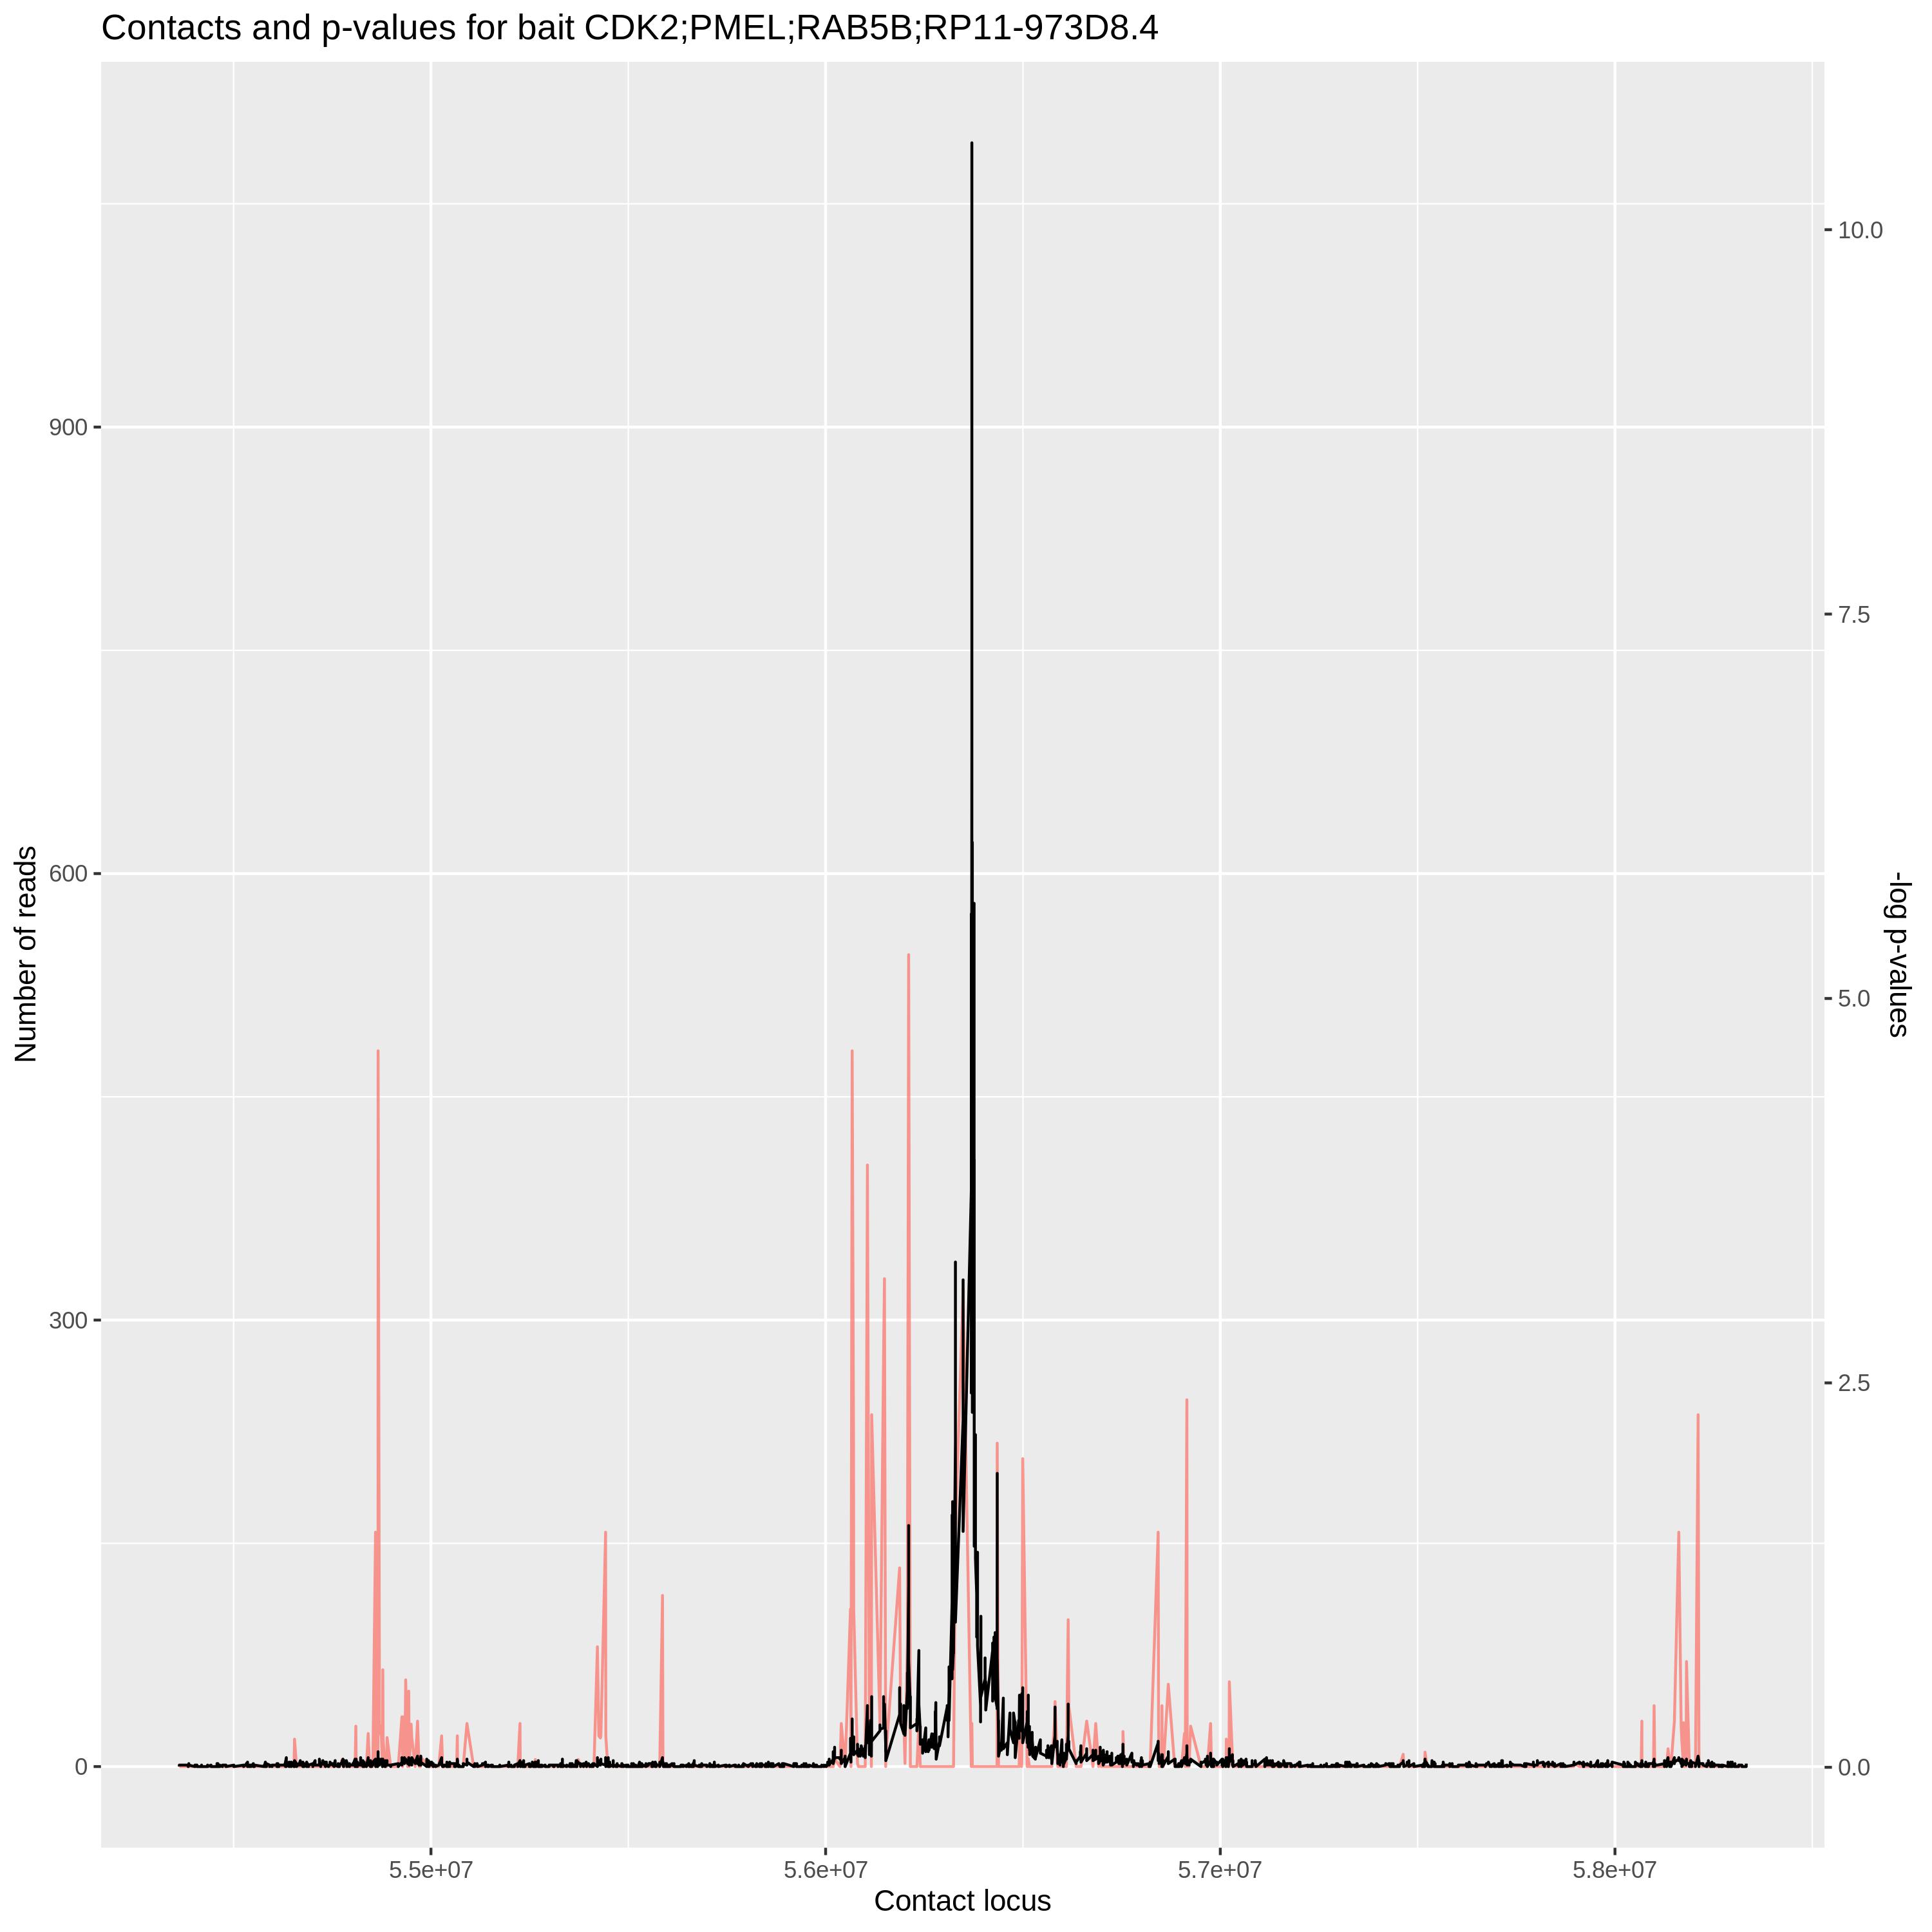 Contacts and p-values for bait CDK2;PMEL;RAB5B;RP11-973D8.4
Number of reads
900
600
300
0
10.0
7.5
5.0
2.5
0.0
-log p-values
5.5e+07 5.6e+07 5.7e+07 5.8e+07
Contact locus